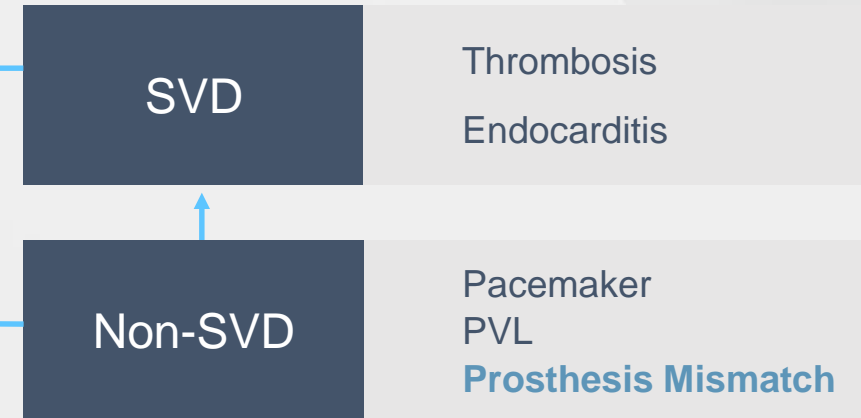 SVD
Thrombosis
Endocarditis
Non-SVD
Pacemaker
PVL
Prosthesis Mismatch